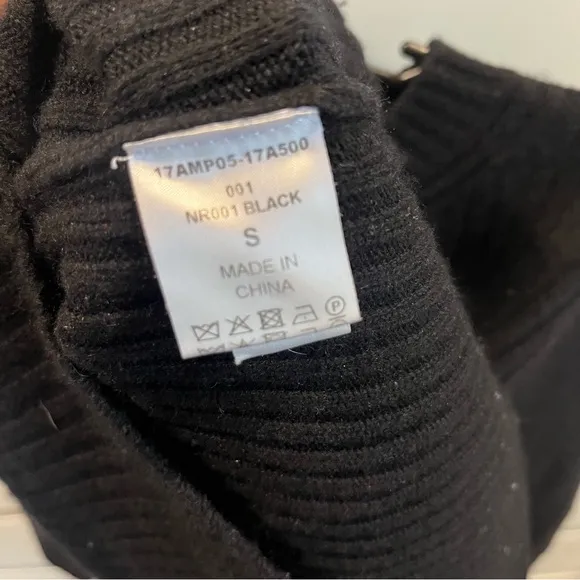 17AMP05-17A500
001
NR001 BLACK
S
MADE IN
CHINA
P